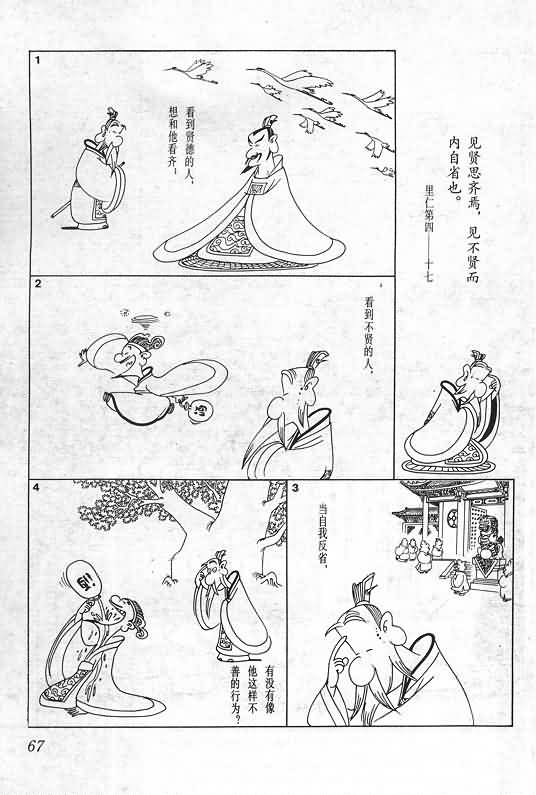 见贤思齐焉，见不贤而
内自省也。
里仁第四 十七
1
看到贤德的人，
想和他看齐！
2
看到不贤的人，
3
当自我反省，
4
有没有像
他这样不
善的行为？
67